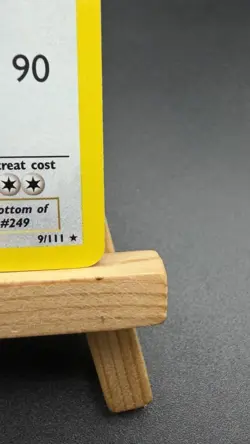 90
treat cost
ottom of
#249
9/111 ★